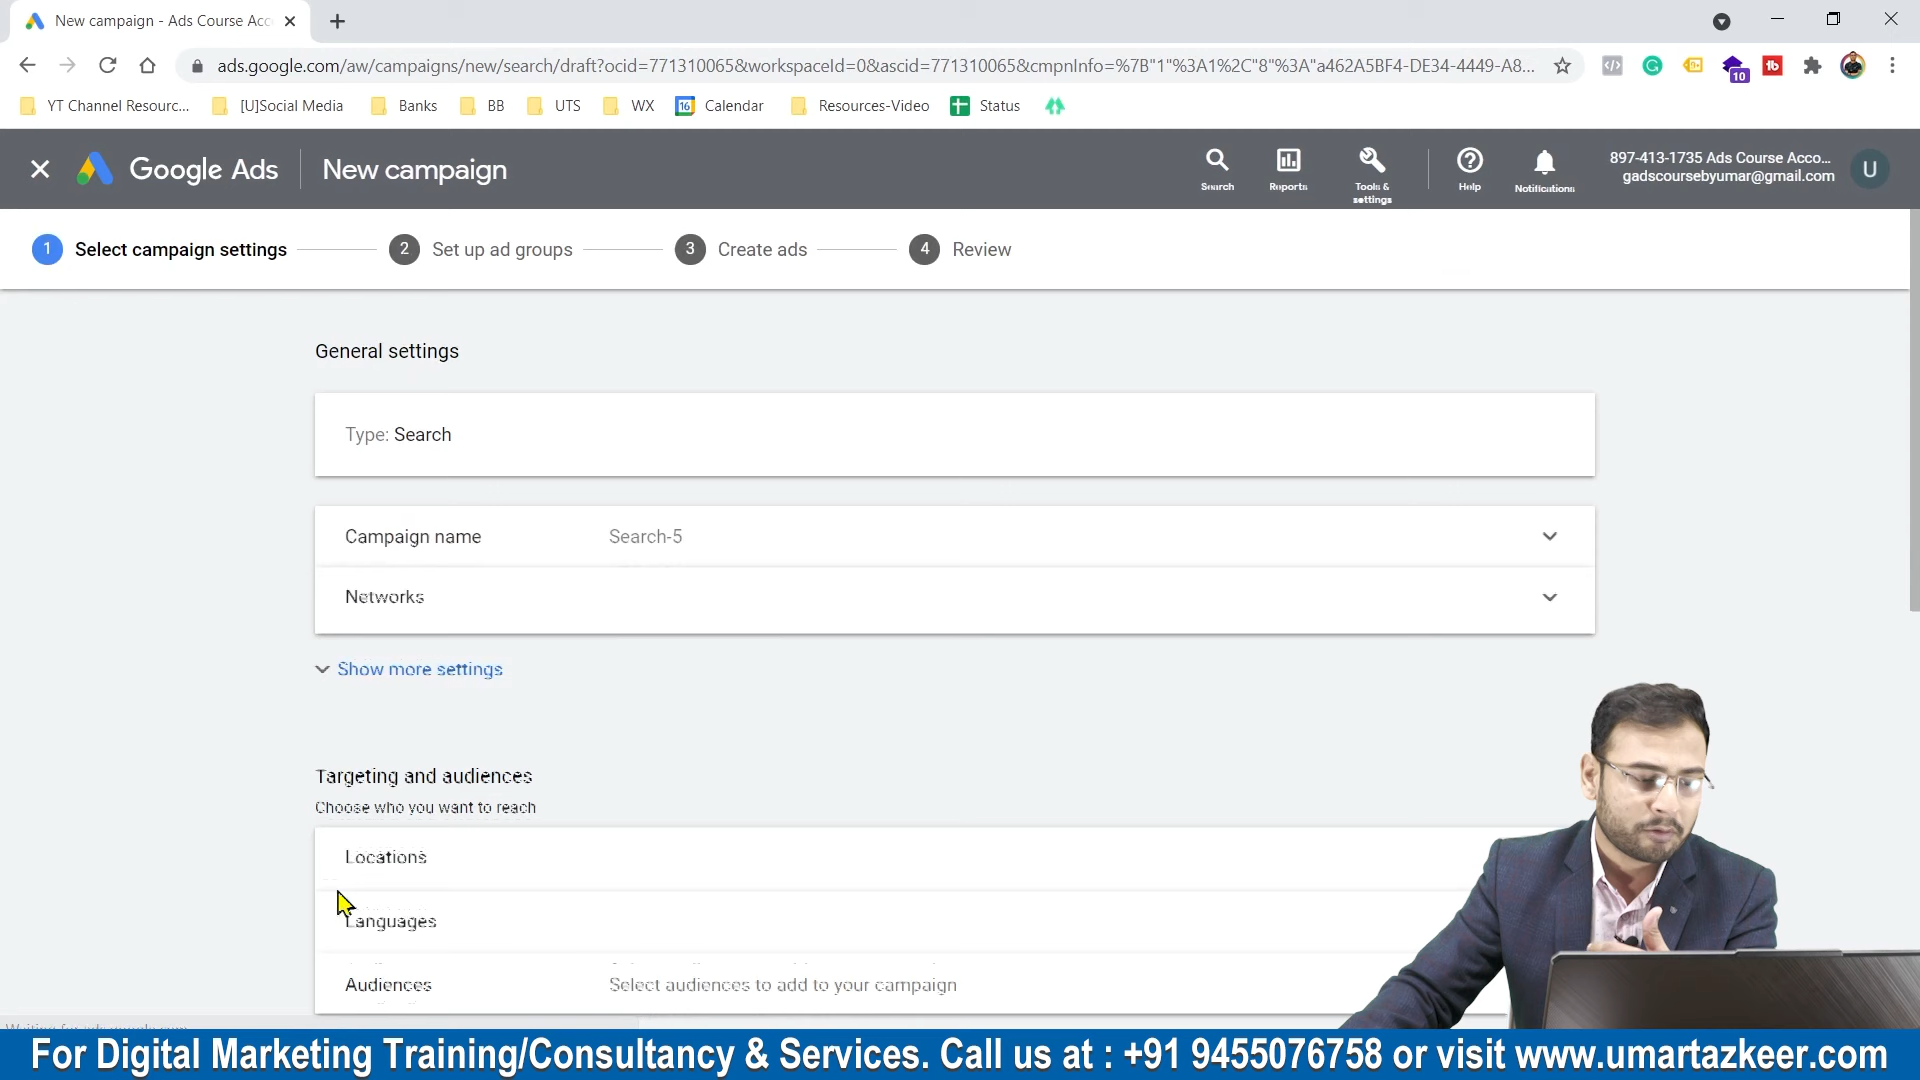 New campaign - Ads Course Acc
ads.google.com/aw/campaigns/new/search/draft?ocid=771310065&workspaceId=0&ascid=771310065&cmpnInfo=%7B"1"%3A1%2C"8"%3A"a462A5BF4-DE34-4449-A8...
10
YT Channel Resourc... [U]Social Media Banks BB UTS WX 16 Calendar Resources-Video Status
Google Ads New campaign
Search Reports Tools & settings Help Notifications
897-413-1735 Ads Course Acco...
gadscoursebyumar@gmail.com
U
1 Select campaign settings 2 Set up ad groups 3 Create ads 4 Review
General settings
Type: Search
Campaign name Search-5
Networks
Show more settings
Targeting and audiences
Choose who you want to reach
Locations
Languages
Audiences Select audiences to add to your campaign
For Digital Marketing Training/Consultancy & Services. Call us at : +91 9455076758 or visit www.umartazkeer.com